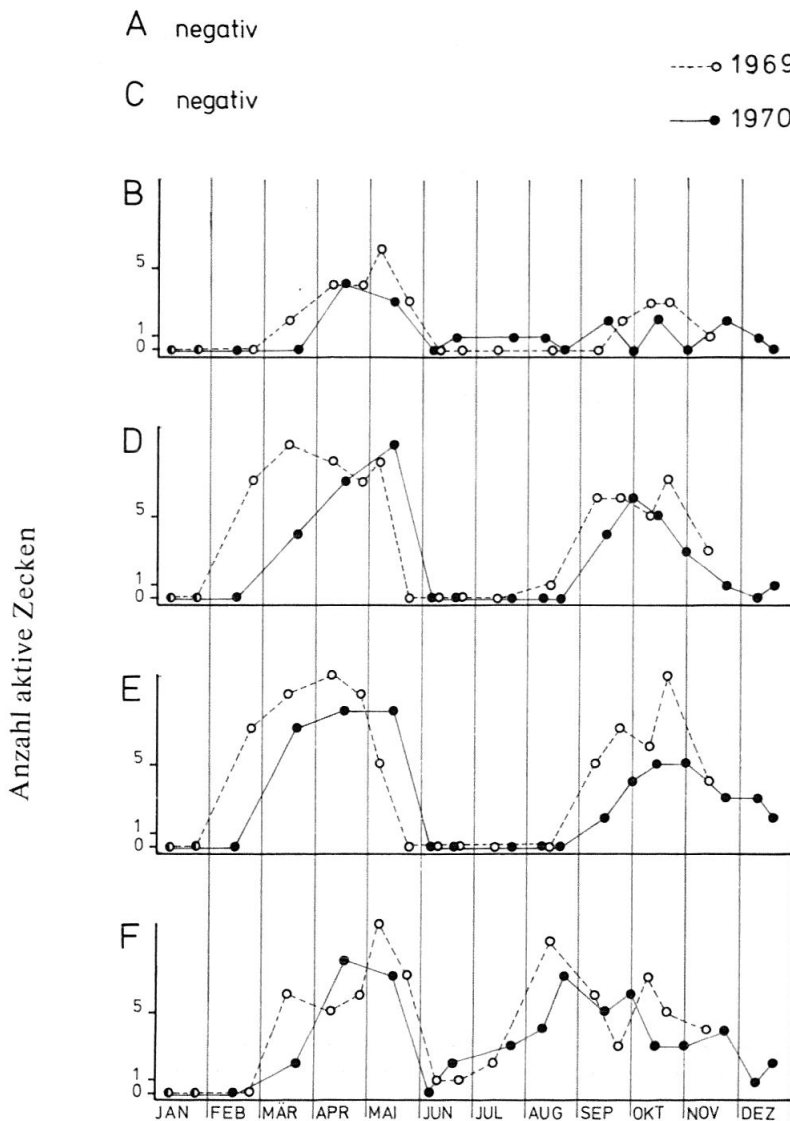 A negativ
1969
C negativ
1970
B
5
1
0
D
5
1
0
E
5
1
0
F
5
1
0
Anzahl aktive Zecken
JAN FEB MÄR APR MAI JUN JUL AUG SEP OKT NOV DEZ